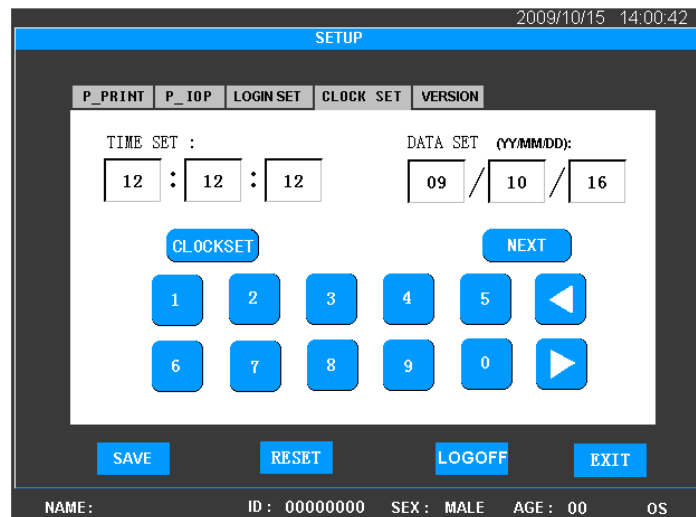 2009/10/15 14:00:42
SETUP
P_PRINT P_IOP LOGIN SET CLOCK SET VERSION
TIME SET : DATA SET (YY/MM/DD):
12 : 12 : 12 09 / 10 / 16
CLOCKSET NEXT
1 2 3 4 5
6 7 8 9 0
SAVE RESET LOGOFF EXIT
NAME: ID: 00000000 SEX: MALE AGE: 00 OS